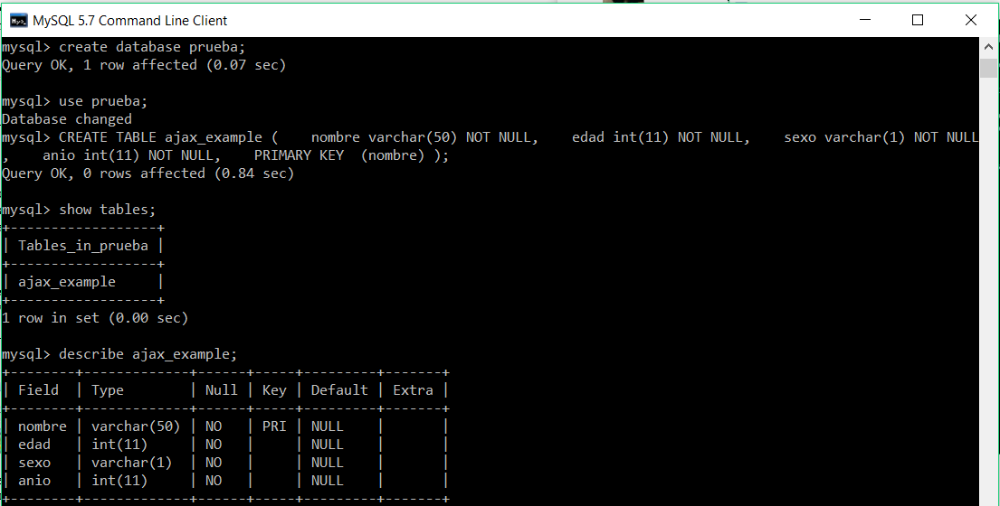 MySQL 5.7 Command Line Client
mysql> create database prueba;
Query OK, 1 row affected (0.07 sec)
mysql> use prueba;
Database changed
mysql> CREATE TABLE ajax_example (    nombre varchar(50) NOT NULL,    edad int(11) NOT NULL,    sexo varchar(1) NOT NULL
,    anio int(11) NOT NULL,    PRIMARY KEY  (nombre) );
Query OK, 0 rows affected (0.84 sec)
mysql> show tables;
+------------------+
| Tables_in_prueba |
+------------------+
| ajax_example     |
+------------------+
1 row in set (0.00 sec)
mysql> describe ajax_example;
+--------+-------------+------+-----+---------+-------+
| Field  | Type        | Null | Key | Default | Extra |
+--------+-------------+------+-----+---------+-------+
| nombre | varchar(50) | NO   | PRI | NULL    |       |
| edad   | int(11)     | NO   |     | NULL    |       |
| sexo   | varchar(1)  | NO   |     | NULL    |       |
| anio   | int(11)     | NO   |     | NULL    |       |
+--------+-------------+------+-----+---------+-------+